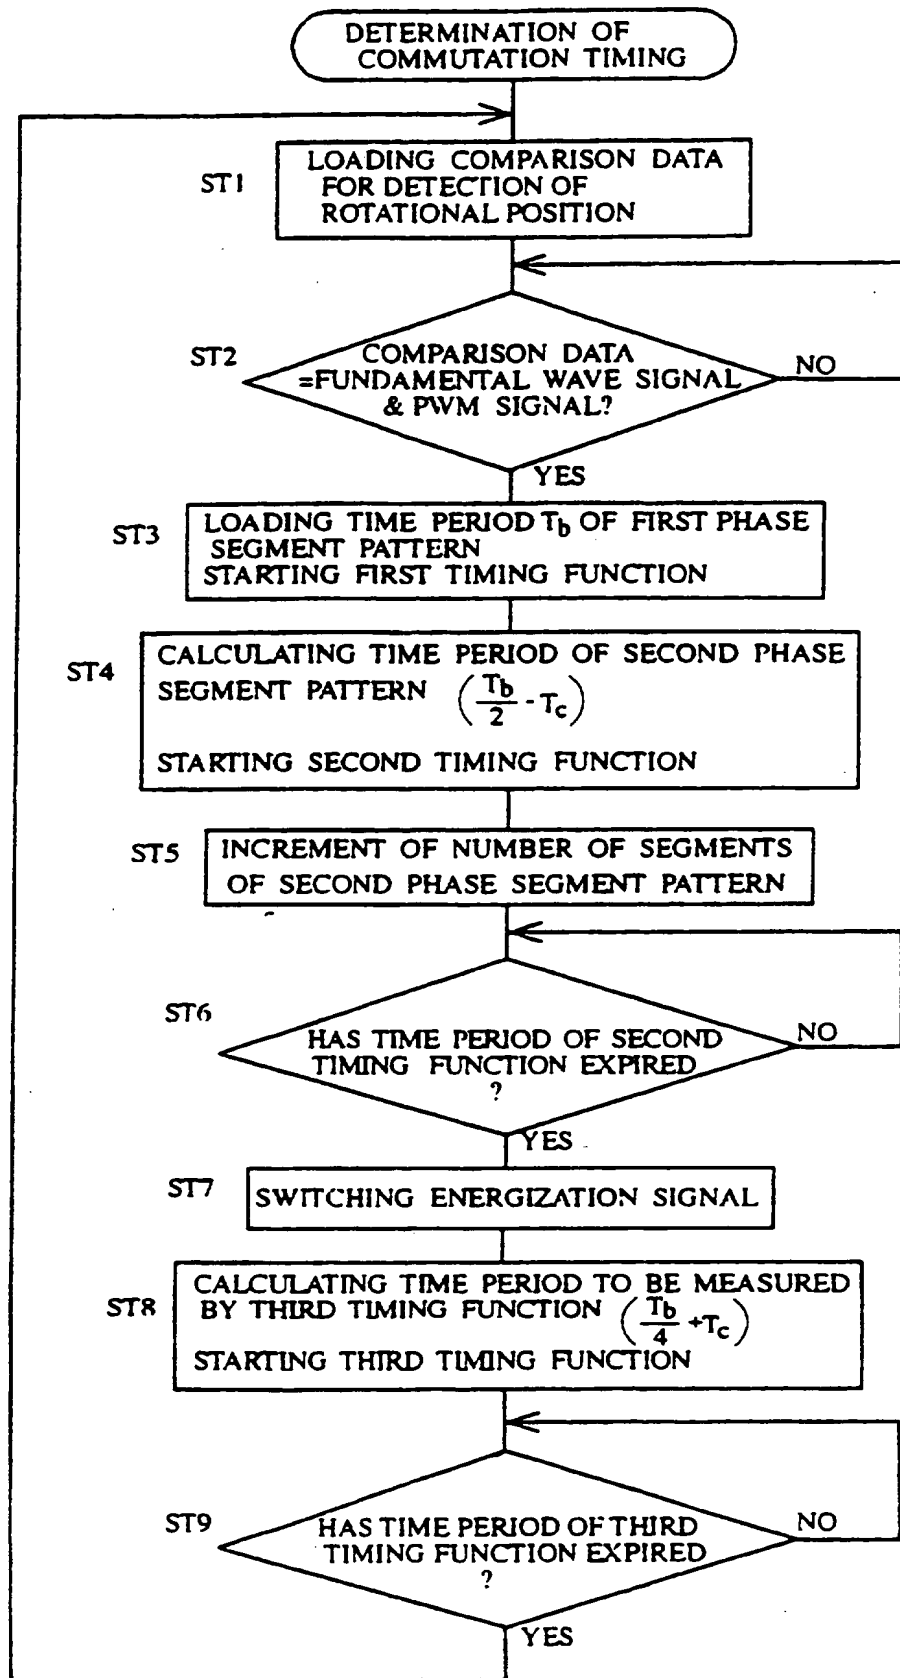 DETERMINATION OF
COMMUTATION TIMING
ST1
LOADING COMPARISON DATA
FOR DETECTION OF
ROTATIONAL POSITION
ST2
COMPARISON DATA
=FUNDAMENTAL WAVE SIGNAL
& PWM SIGNAL?
NO
YES
ST3
LOADING TIME PERIOD Tb OF FIRST PHASE
SEGMENT PATTERN
STARTING FIRST TIMING FUNCTION
ST4
CALCULATING TIME PERIOD OF SECOND PHASE
SEGMENT PATTERN (Tb/2 - Tc)
STARTING SECOND TIMING FUNCTION
ST5
INCREMENT OF NUMBER OF SEGMENTS
OF SECOND PHASE SEGMENT PATTERN
ST6
HAS TIME PERIOD OF SECOND
TIMING FUNCTION EXPIRED
?
NO
YES
ST7
SWITCHING ENERGIZATION SIGNAL
ST8
CALCULATING TIME PERIOD TO BE MEASURED
BY THIRD TIMING FUNCTION (Tb/4 +Tc)
STARTING THIRD TIMING FUNCTION
ST9
HAS TIME PERIOD OF THIRD
TIMING FUNCTION EXPIRED
?
NO
YES